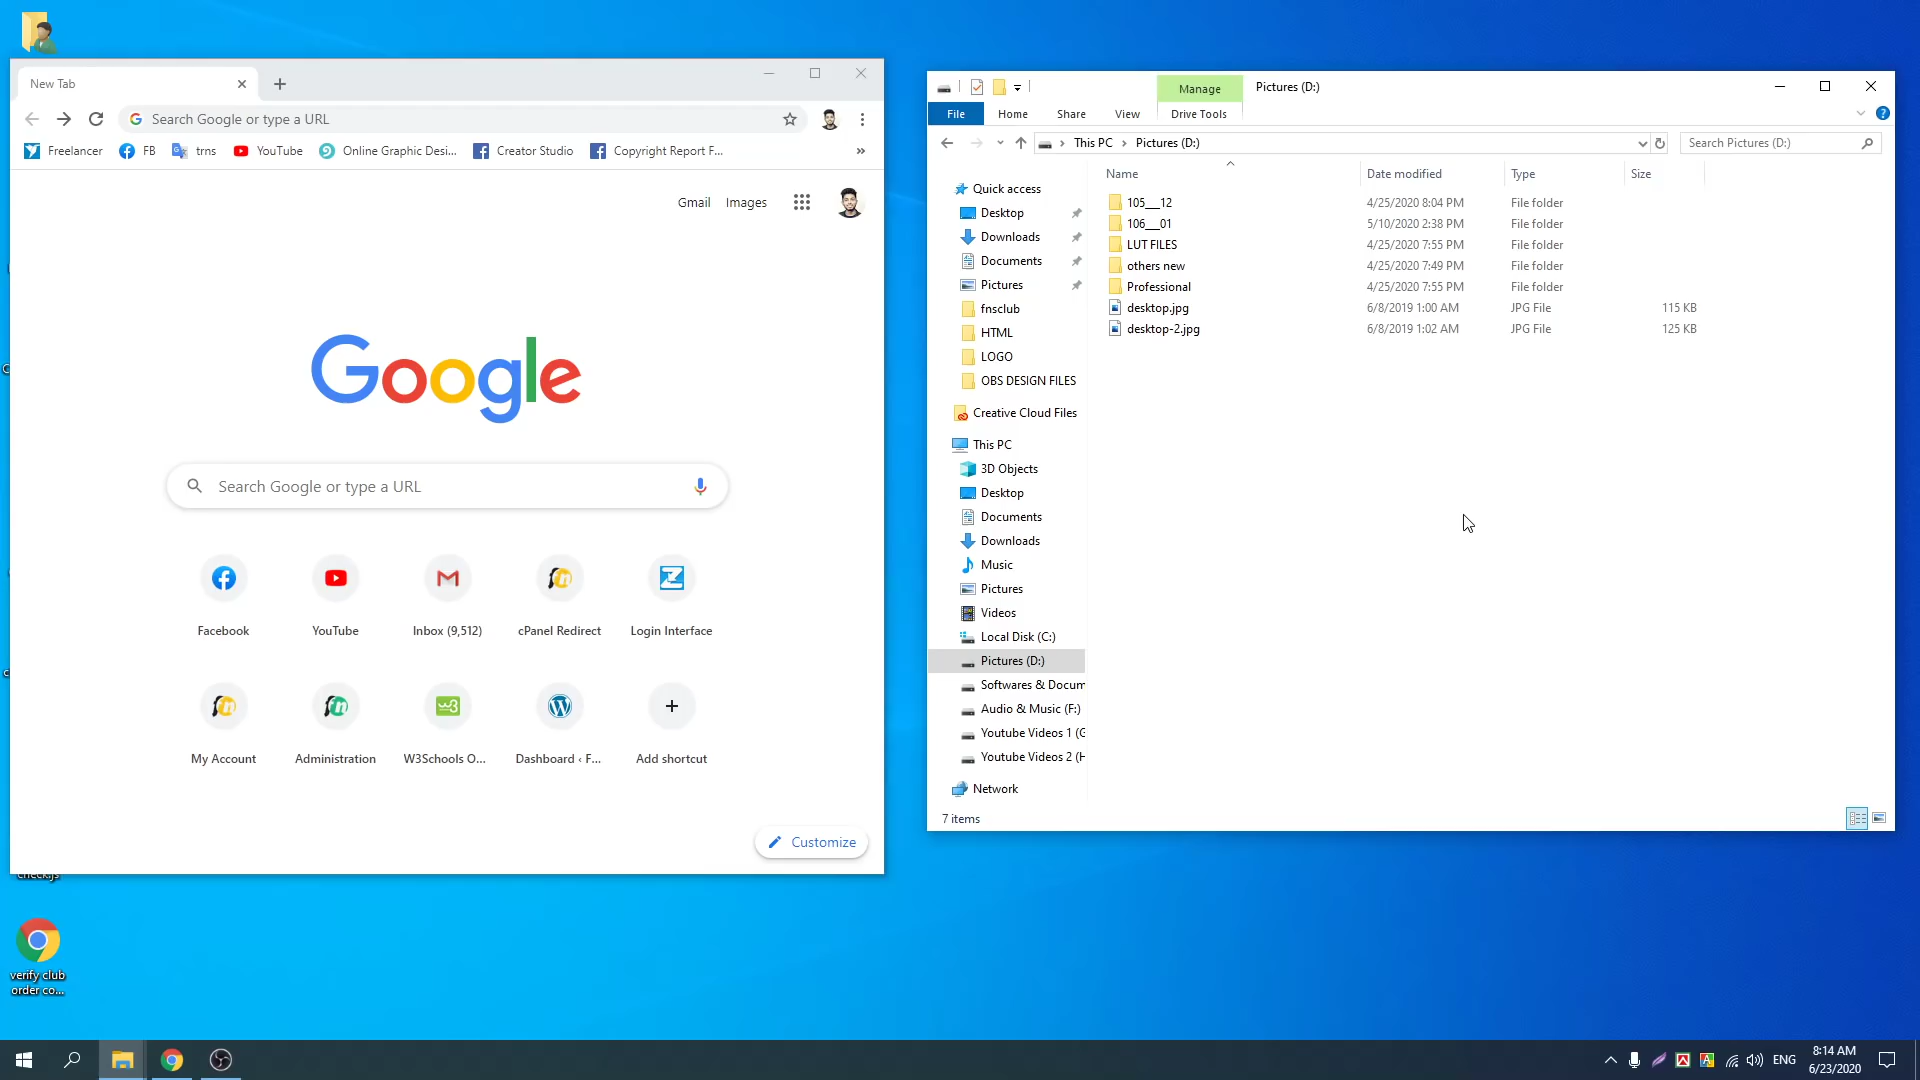 New Tab
Search Google or type a URL
Freelancer FB trns YouTube Online Graphic Desi... Creator Studio Copyright Report F... »
Gmail Images
Google
Search Google or type a URL
Facebook YouTube Inbox (9,512) cPanel Redirect Login Interface
My Account Administration W3Schools O... Dashboard ‹ F... Add shortcut
Customize
Manage Pictures (D:)
File Home Share View Drive Tools
This PC Pictures (D:) Search Pictures (D:)
Quick access
Desktop
Downloads
Documents
Pictures
fnsclub
HTML
LOGO
OBS DESIGN FILES
Creative Cloud Files
This PC
3D Objects
Desktop
Documents
Downloads
Music
Pictures
Videos
Local Disk (C:)
Pictures (D:)
Softwares & Docum
Audio & Music (F:)
Youtube Videos 1 (G
Youtube Videos 2 (H
Network
Name Date modified Type Size
105___12 4/25/2020 8:04 PM File folder
106___01 5/10/2020 2:38 PM File folder
LUT FILES 4/25/2020 7:55 PM File folder
others new 4/25/2020 7:49 PM File folder
Professional 4/25/2020 7:55 PM File folder
desktop.jpg 6/8/2019 1:00 AM JPG File 115 KB
desktop-2.jpg 6/8/2019 1:02 AM JPG File 125 KB
7 items
verify club
order co...
ENG
8:14 AM
6/23/2020